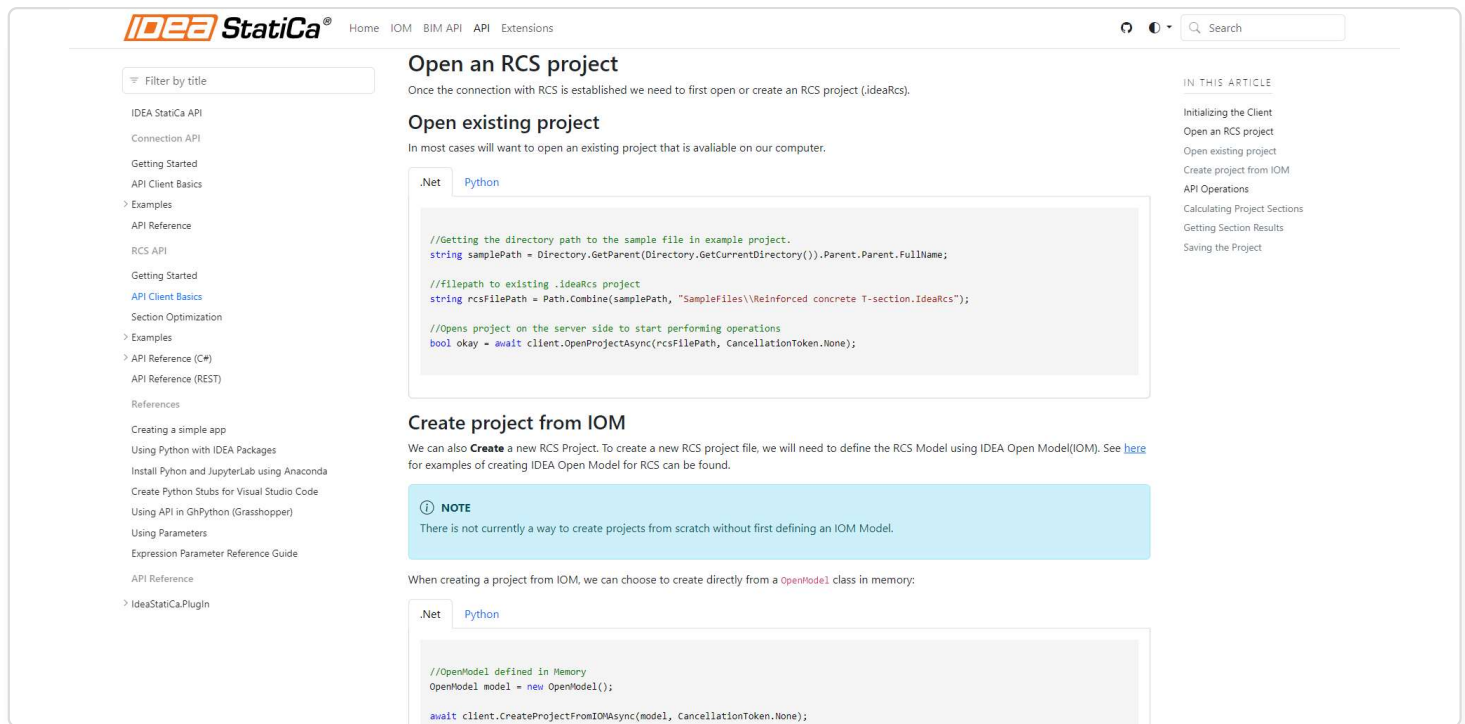 IDEA StatiCa®
Home IOM BIM API API Extensions
Search
Filter by title
IDEA StatiCa API
Connection API
Getting Started
API Client Basics
Examples
API Reference
RCS API
Getting Started
API Client Basics
Section Optimization
Examples
API Reference (C#)
API Reference (REST)
References
Creating a simple app
Using Python with IDEA Packages
Install Pyhon and JupyterLab using Anaconda
Create Python Stubs for Visual Studio Code
Using API in GhPython (Grasshopper)
Using Parameters
Expression Parameter Reference Guide
API Reference
IdeaStatiCa.PlugIn
Open an RCS project
Once the connection with RCS is established we need to first open or create an RCS project (.ideaRcs).
Open existing project
In most cases will want to open an existing project that is avaliable on our computer.
.Net Python
//Getting the directory path to the sample file in example project.
string samplePath = Directory.GetParent(Directory.GetCurrentDirectory()).Parent.Parent.FullName;
//filepath to existing .ideaRcs project
string rcsFilePath = Path.Combine(samplePath, "SampleFiles\\Reinforced concrete T-section.IdeaRcs");
//Opens project on the server side to start performing operations
bool okay = await client.OpenProjectAsync(rcsFilePath, CancellationToken.None);
Create project from IOM
We can also Create a new RCS Project. To create a new RCS project file, we will need to define the RCS Model using IDEA Open Model(IOM). See here
for examples of creating IDEA Open Model for RCS can be found.
NOTE
There is not currently a way to create projects from scratch without first defining an IOM Model.
When creating a project from IOM, we can choose to create directly from a OpenModel class in memory:
.Net Python
//OpenModel defined in Memory
OpenModel model = new OpenModel();
await client.CreateProjectFromIOMAsync(model, CancellationToken.None);
IN THIS ARTICLE
Initializing the Client
Open an RCS project
Open existing project
Create project from IOM
API Operations
Calculating Project Sections
Getting Section Results
Saving the Project